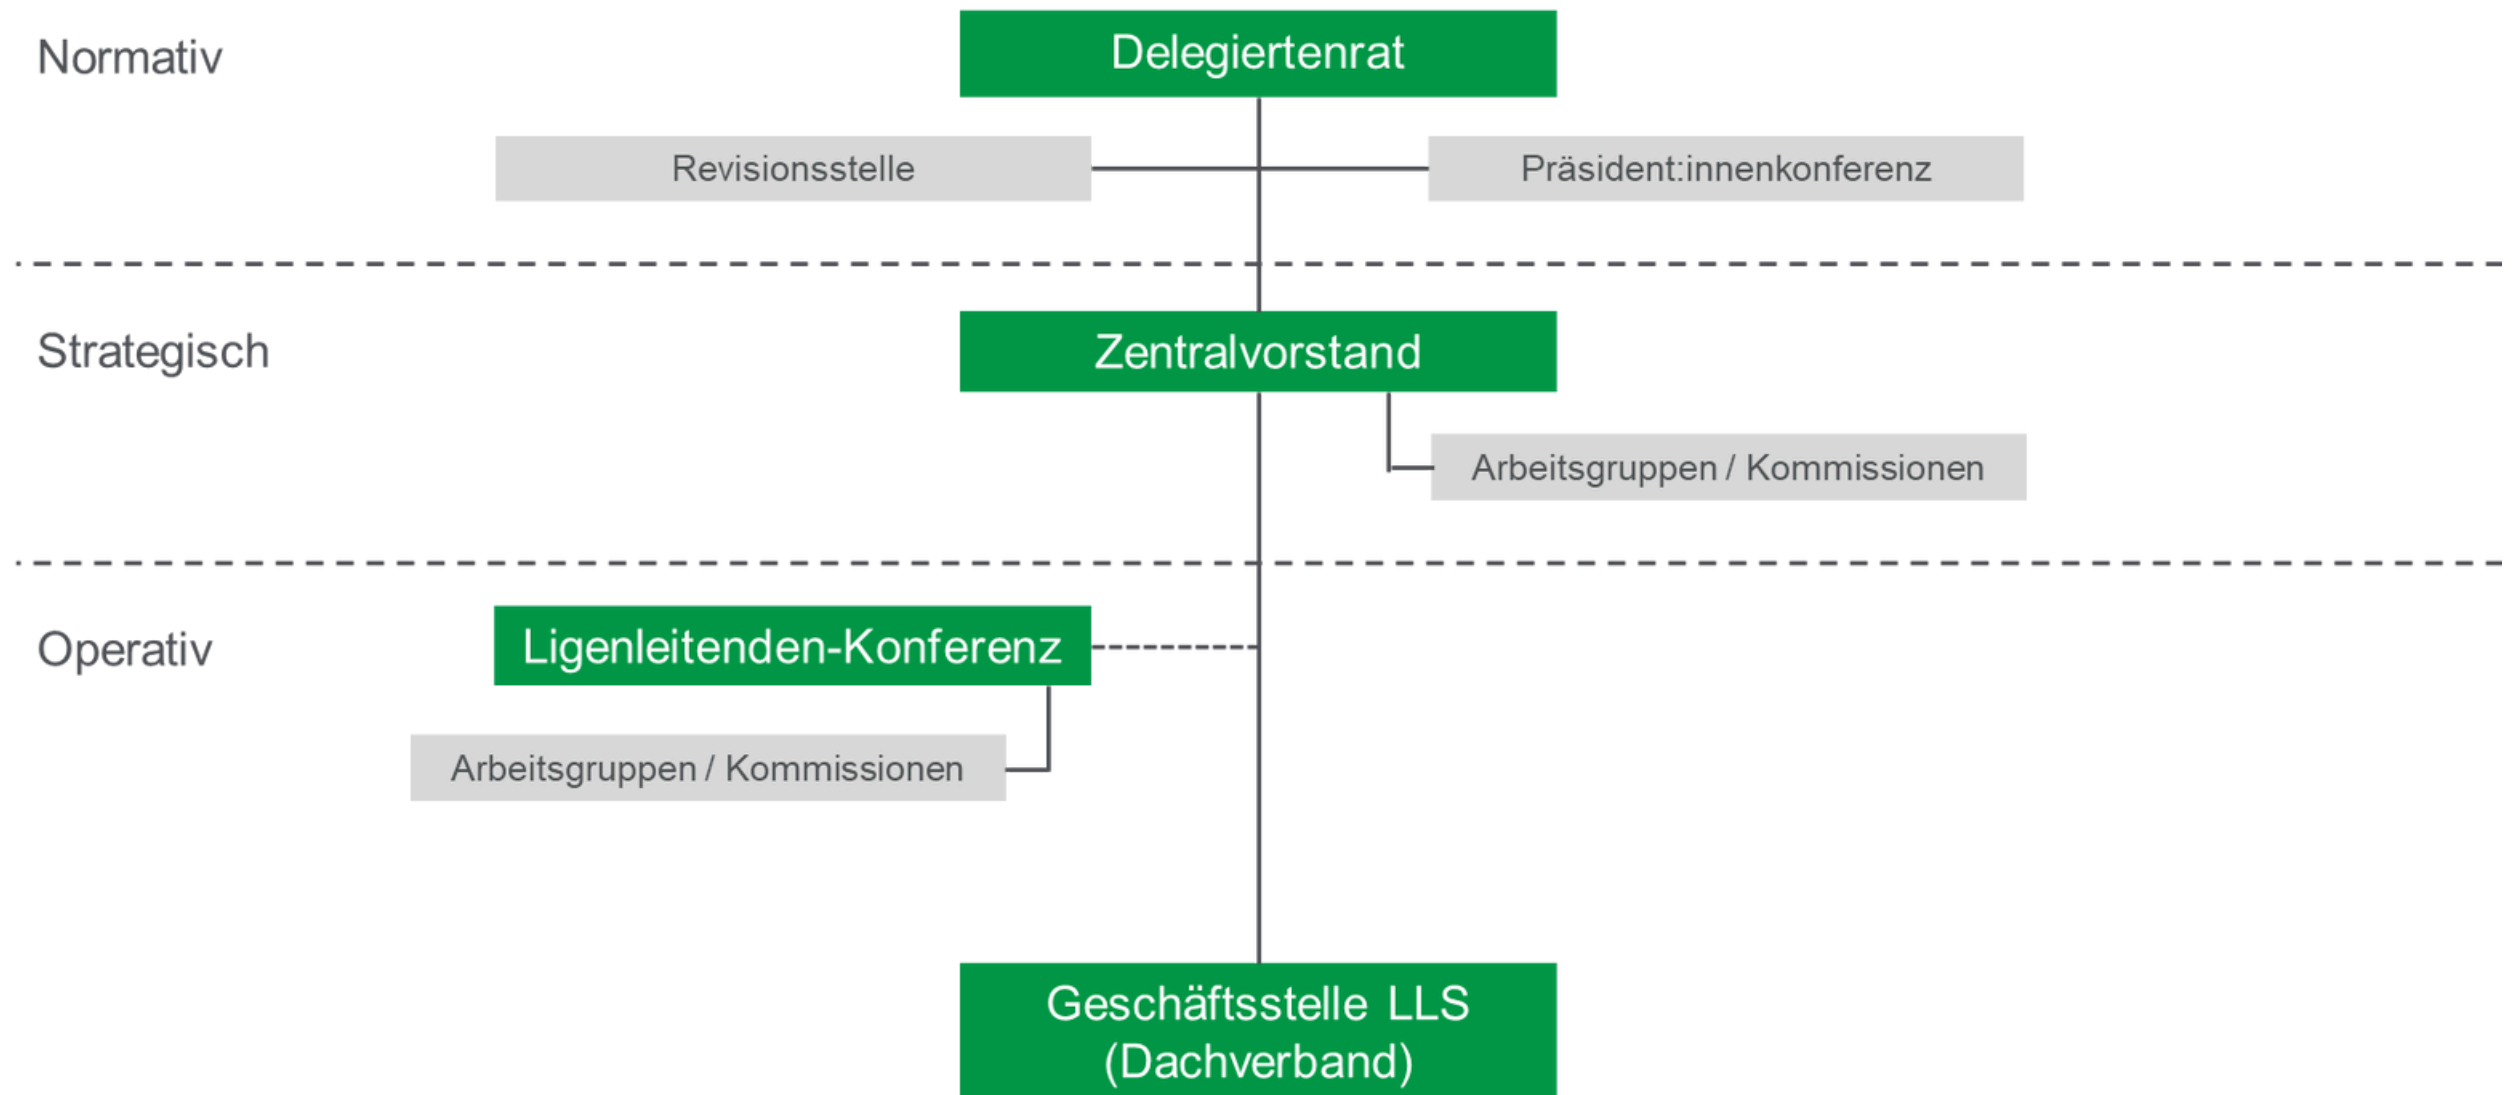 Normativ
Delegiertenrat
Revisionsstelle
Präsident:innenkonferenz
Strategisch
Zentralvorstand
Arbeitsgruppen / Kommissionen
Operativ
Ligenleitenden-Konferenz
Arbeitsgruppen / Kommissionen
Geschäftsstelle LLS
(Dachverband)